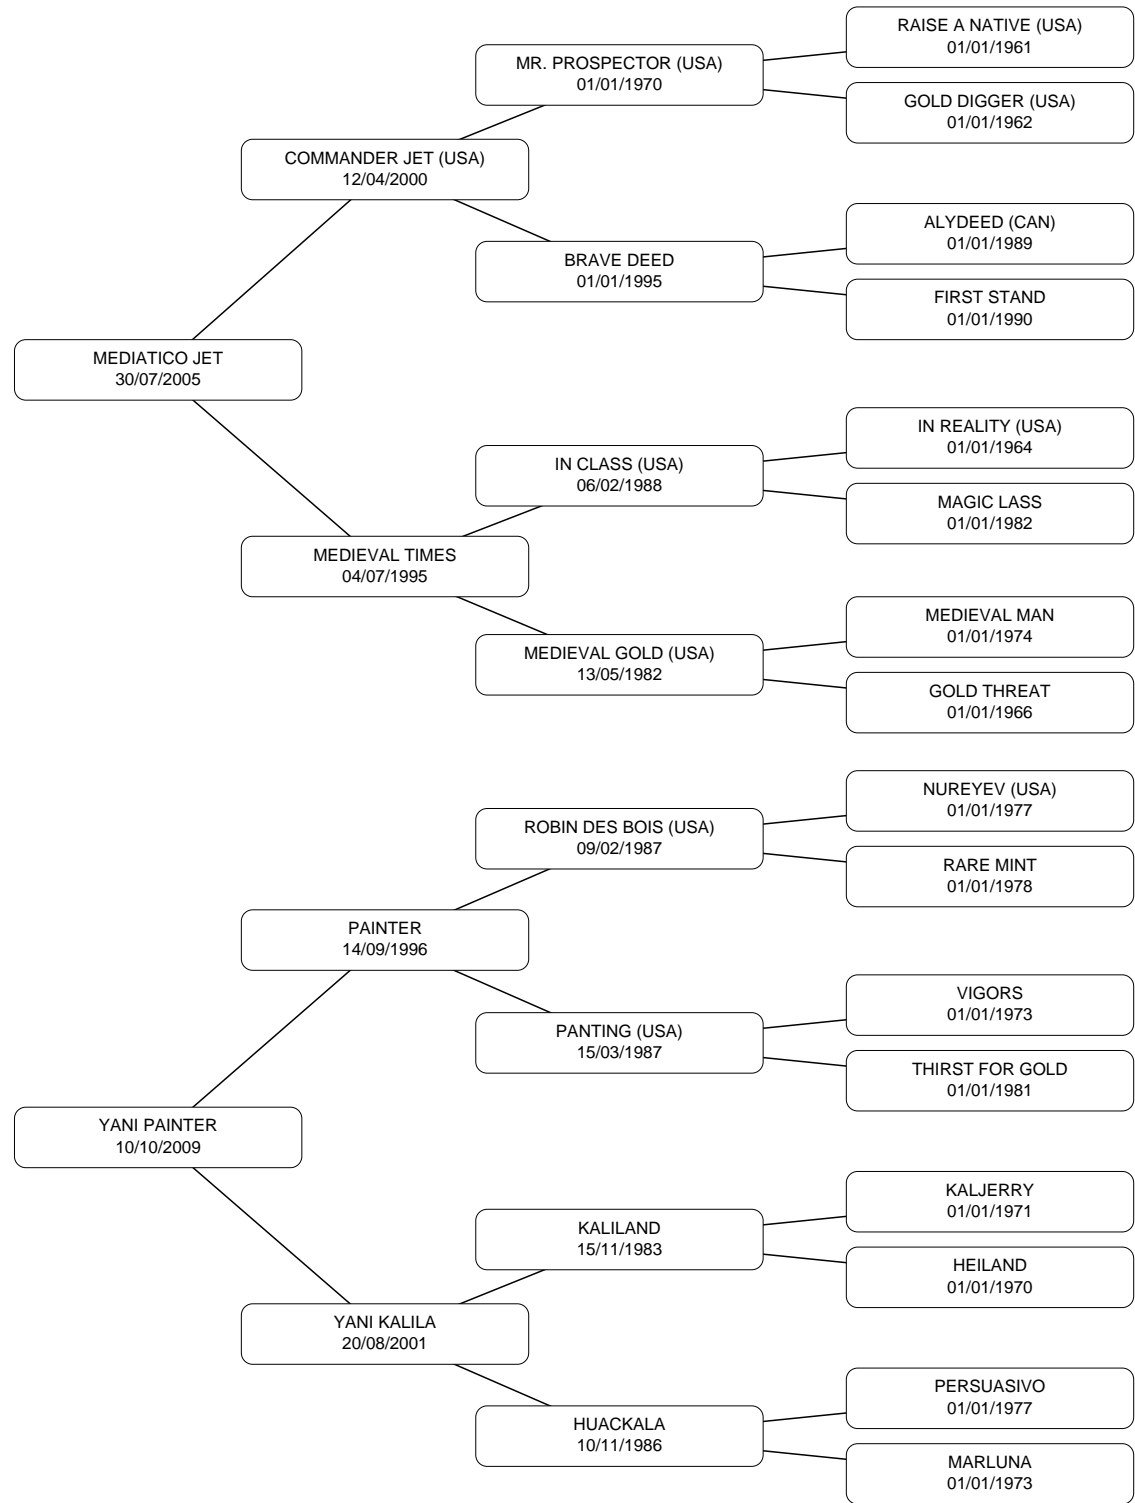 RAISE A NATIVE (USA)
01/01/1961
MR. PROSPECTOR (USA)
01/01/1970
GOLD DIGGER (USA)
01/01/1962
COMMANDER JET (USA)
12/04/2000
ALYDEED (CAN)
01/01/1989
BRAVE DEED
01/01/1995
FIRST STAND
01/01/1990
MEDIATICO JET
30/07/2005
IN REALITY (USA)
01/01/1964
IN CLASS (USA)
06/02/1988
MAGIC LASS
01/01/1982
MEDIEVAL TIMES
04/07/1995
MEDIEVAL MAN
01/01/1974
MEDIEVAL GOLD (USA)
13/05/1982
GOLD THREAT
01/01/1966
NUREYEV (USA)
01/01/1977
ROBIN DES BOIS (USA)
09/02/1987
RARE MINT
01/01/1978
PAINTER
14/09/1996
VIGORS
01/01/1973
PANTING (USA)
15/03/1987
THIRST FOR GOLD
01/01/1981
YANI PAINTER
10/10/2009
KALJERRY
01/01/1971
KALILAND
15/11/1983
HEILAND
01/01/1970
YANI KALILA
20/08/2001
PERSUASIVO
01/01/1977
HUACKALA
10/11/1986
MARLUNA
01/01/1973